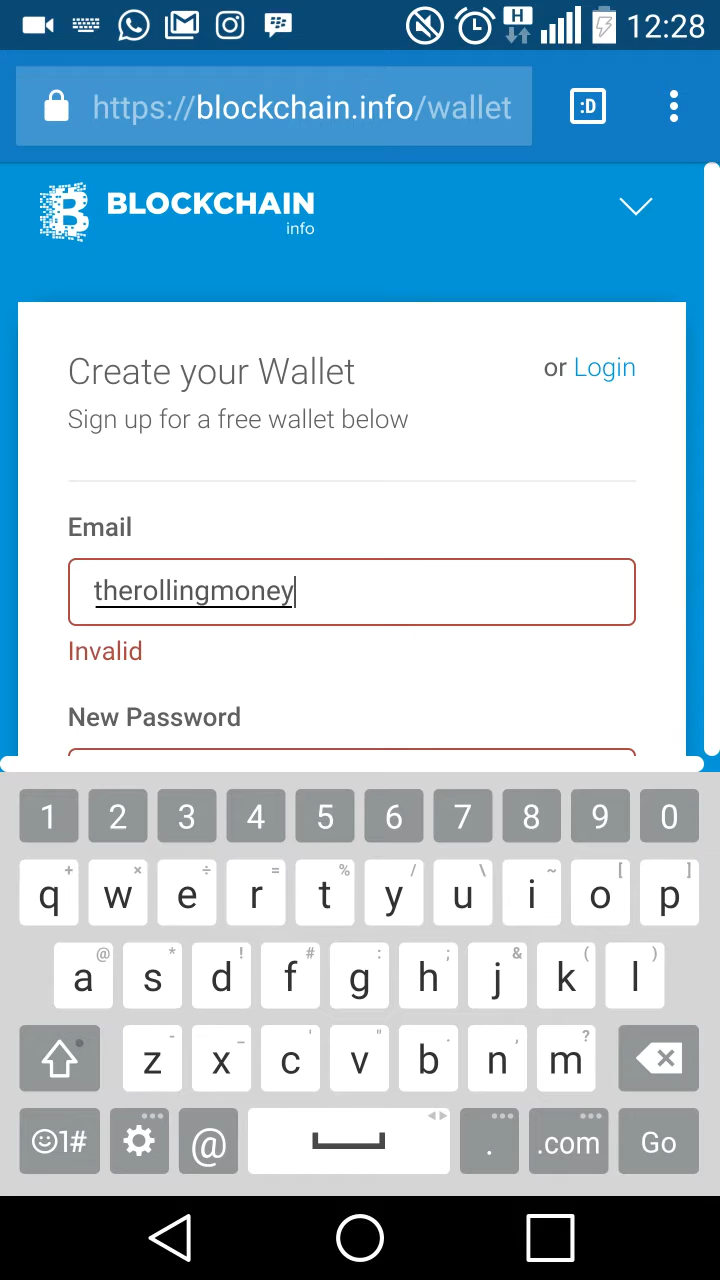 H 12:28
https://blockchain.info/wallet :D
BLOCKCHAIN
info
Create your Wallet or Login
Sign up for a free wallet below
Email
therollingmoney
Invalid
New Password
1 2 3 4 5 6 7 8 9 0
+ × ÷ = % / \ ~ [ ]
q w e r t y u i o p
@ * ! # : ; & ( )
a s d f g h j k l
- _ ' " . , ?
z x c v b n m
1# @ . .com Go